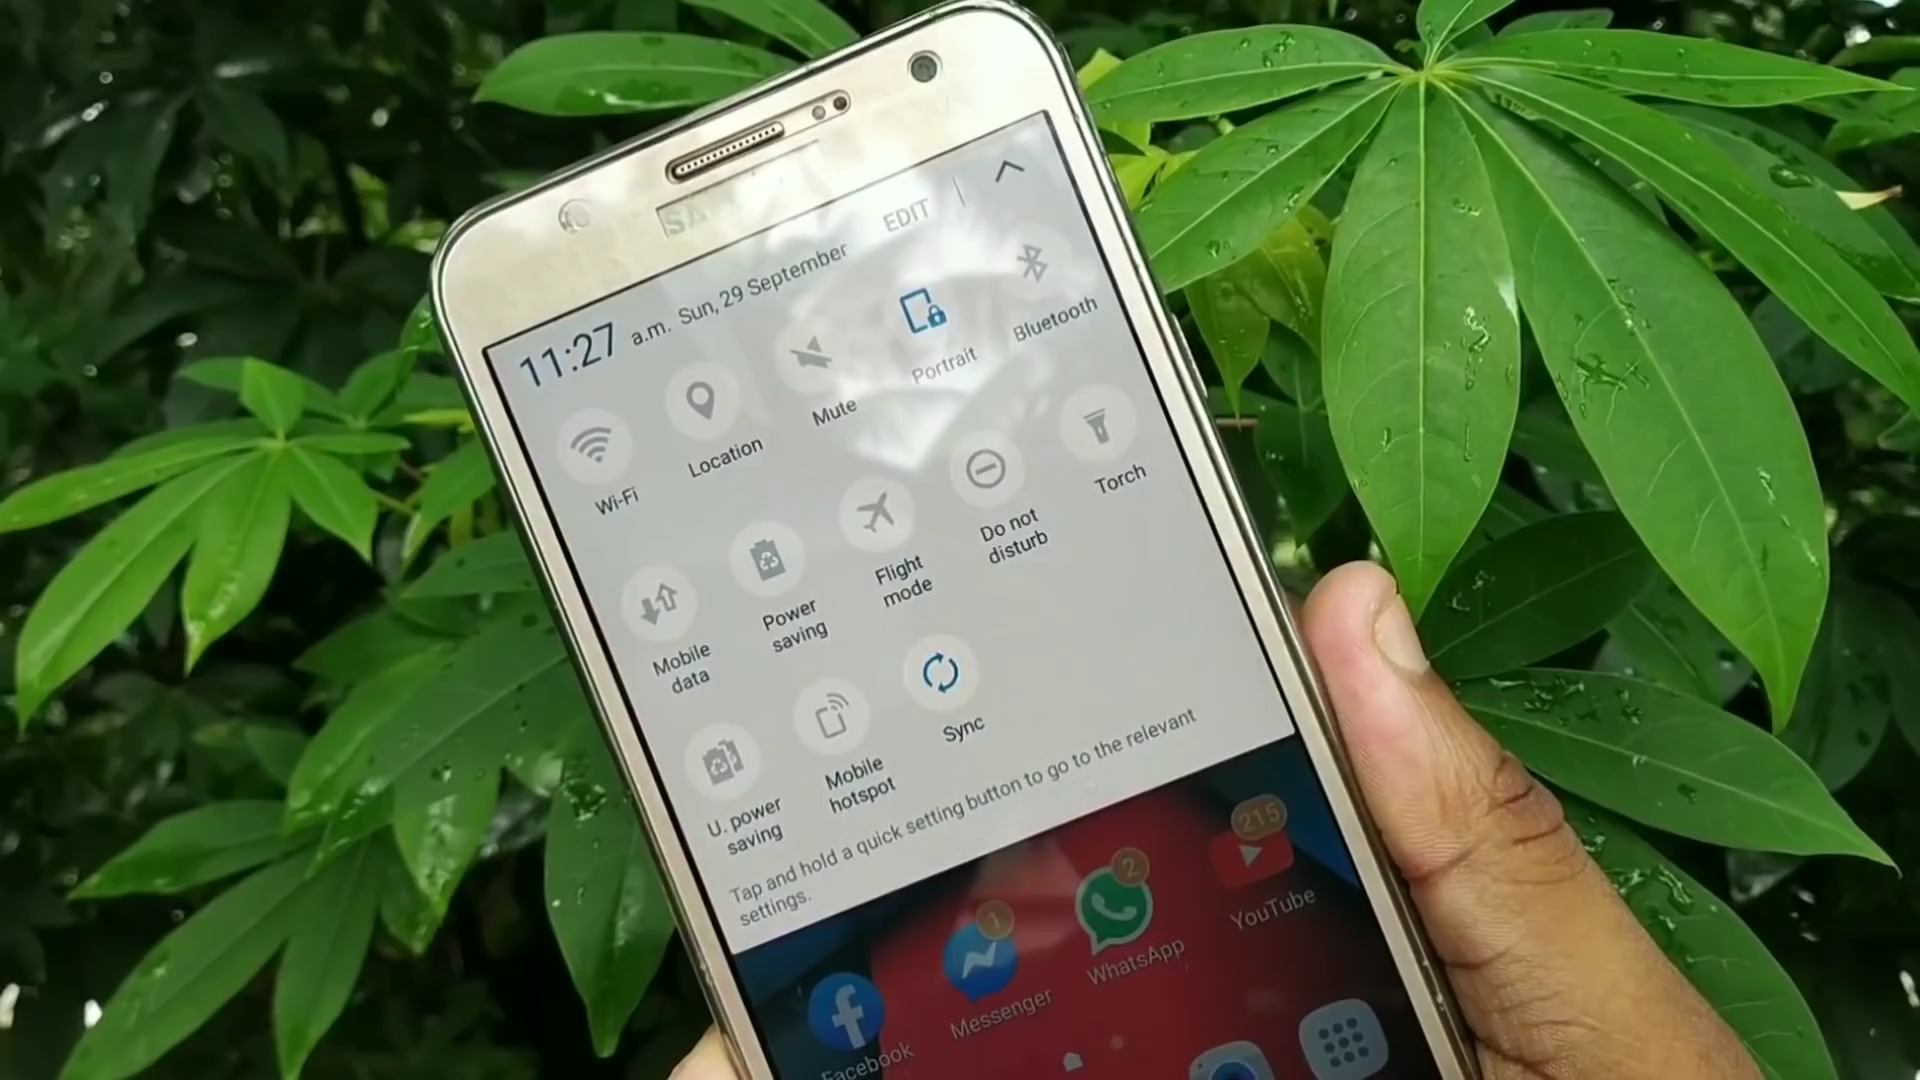 SAM
EDIT
11:27 a.m. Sun, 29 September
Wi-Fi
Location
Mute
Portrait
Bluetooth
Mobile
data
Power
saving
Flight
mode
Do not
disturb
Torch
U. power
saving
Mobile
hotspot
Sync
Tap and hold a quick setting button to go to the relevant
settings.
Facebook
1
Messenger
2
WhatsApp
215
YouTube